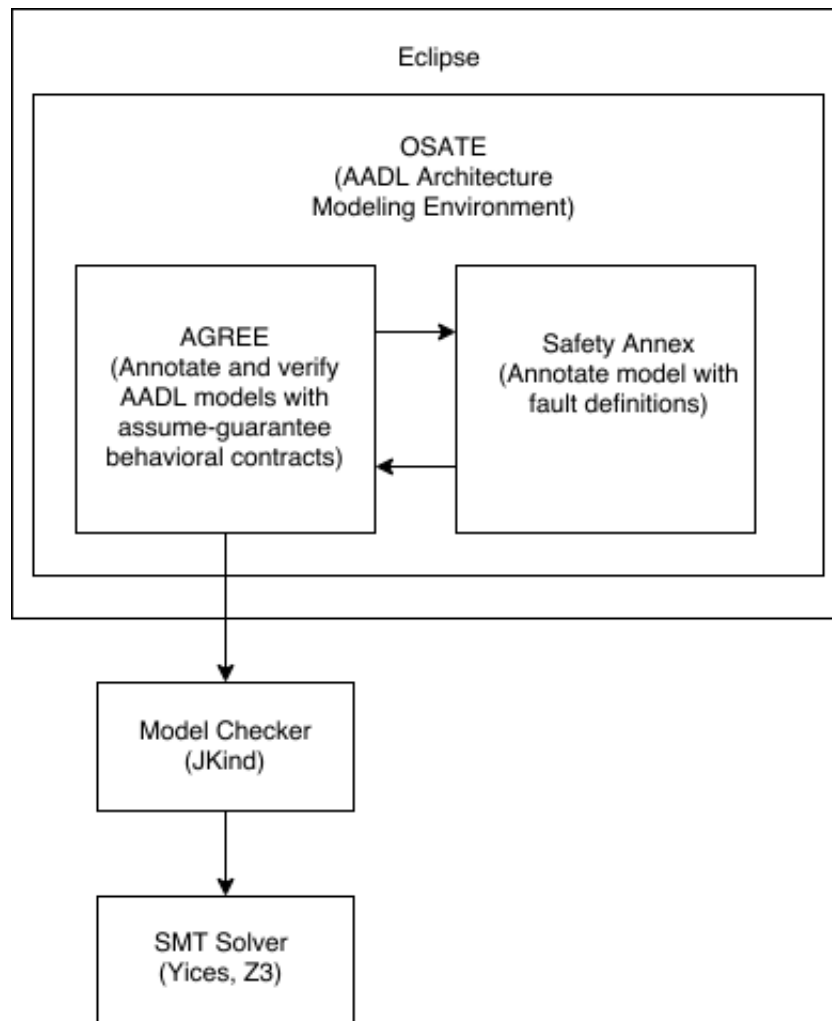 Eclipse
OSATE
(AADL Architecture
Modeling Environment)
AGREE
(Annotate and verify
AADL models with
assume-guarantee
behavioral contracts)
Safety Annex
(Annotate model with
fault definitions)
Model Checker
(JKind)
SMT Solver
(Yices, Z3)